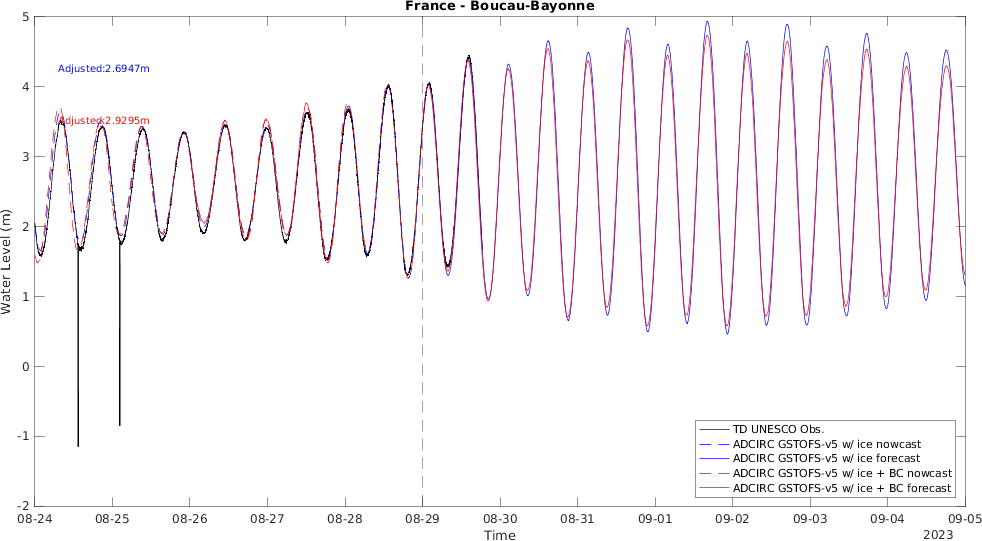 France - Boucau-Bayonne
5
4
3
2
1
0
-1
-2
Water Level (m)
Adjusted:2.6947m
Adjusted:2.9295m
TD UNESCO Obs.
ADCIRC GSTOFS-v5 w/ ice nowcast
ADCIRC GSTOFS-v5 w/ ice forecast
ADCIRC GSTOFS-v5 w/ ice + BC nowcast
ADCIRC GSTOFS-v5 w/ ice + BC forecast
08-24 08-25 08-26 08-27 08-28 08-29 08-30 08-31 09-01 09-02 09-03 09-04 09-05
Time
2023